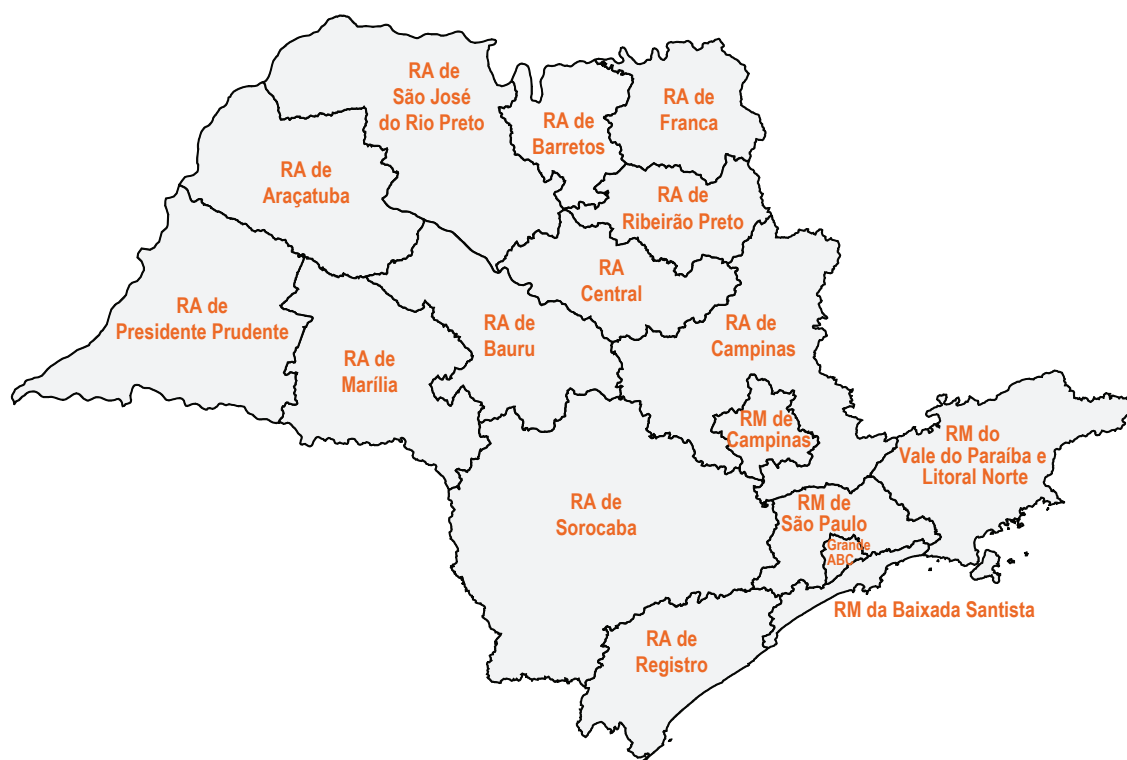 RA de
São José
do Rio Preto
RA de
Barretos
RA de
Franca
RA de
Araçatuba
RA de
Ribeirão Preto
RA
Central
RA de
Presidente Prudente
RA de
Marília
RA de
Bauru
RA de
Campinas
RM de
Campinas
RM do
Vale do Paraíba e
Litoral Norte
RA de
Sorocaba
RM de
São Paulo
Grande
ABC
RM da Baixada Santista
RA de
Registro